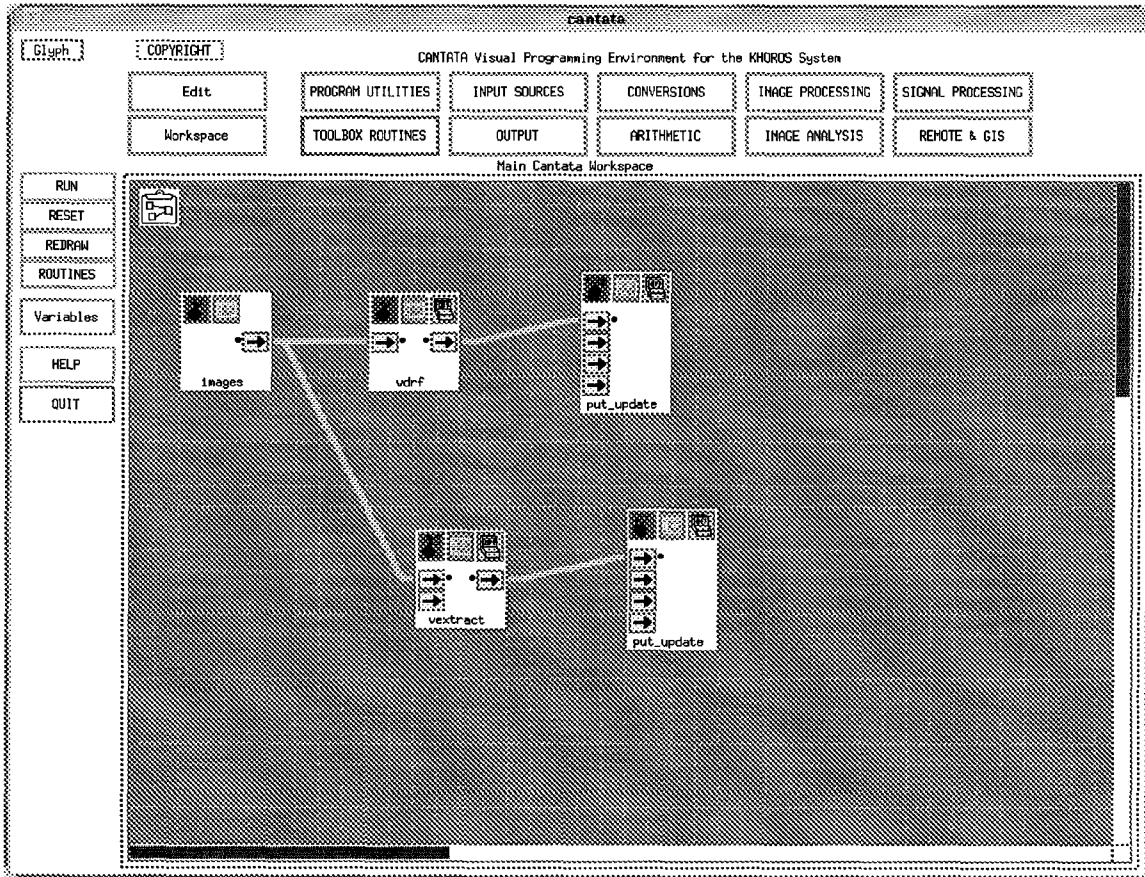 cantata
Glyph
COPYRIGHT
CANTATA Visual Programming Environment for the KHOROS System
Edit PROGRAM UTILITIES INPUT SOURCES CONVERSIONS IMAGE PROCESSING SIGNAL PROCESSING
Workspace TOOLBOX ROUTINES OUTPUT ARITHMETIC IMAGE ANALYSIS REMOTE & GIS
Main Cantata Workspace
RUN
RESET
REDRAW
ROUTINES
Variables
HELP
QUIT
images
vdrf
put_update
vextract
put_update